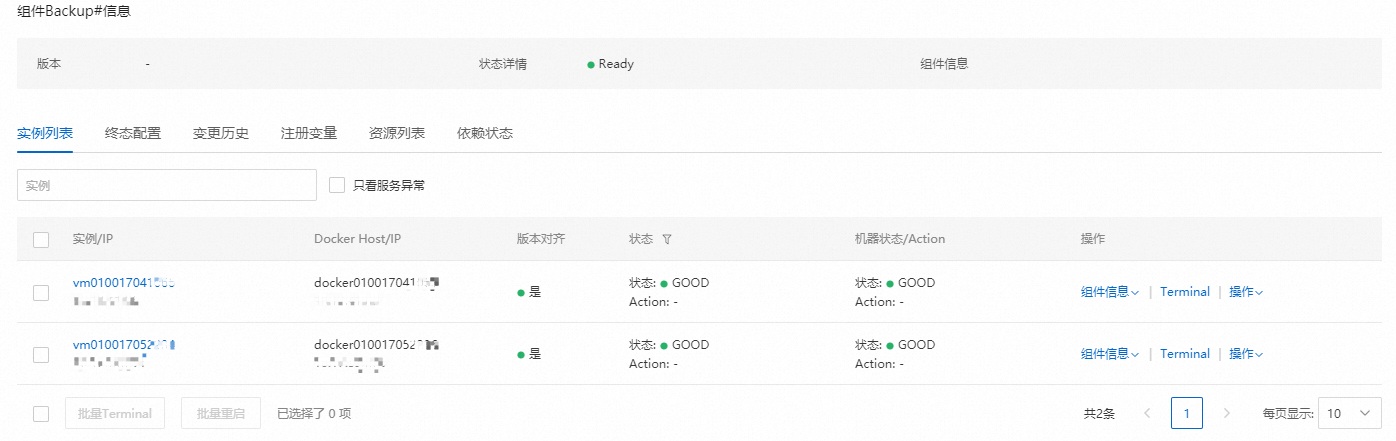 组件Backup#信息
版本 - 状态详情 Ready 组件信息
实例列表 终态配置 变更历史 注册变量 资源列表 依赖状态
实例 只看服务异常
实例/IP Docker Host/IP 版本对齐 状态 机器状态/Action 操作
是 状态: GOOD 状态: GOOD 组件信息 | Terminal | 操作
Action: - Action: -
是 状态: GOOD 状态: GOOD 组件信息 | Terminal | 操作
Action: - Action: -
批量Terminal 批量重启 已选择了 0 项 共2条 1 每页显示: 10